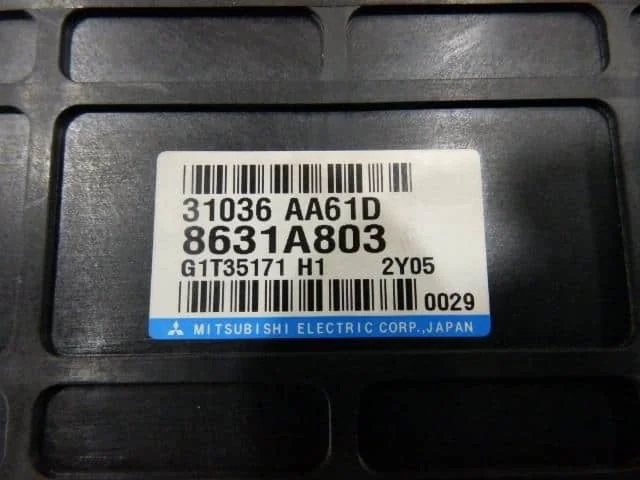 31036 AA61D
8631A803
G1T35171 H1 2Y05
0029
MITSUBISHI ELECTRIC CORP., JAPAN